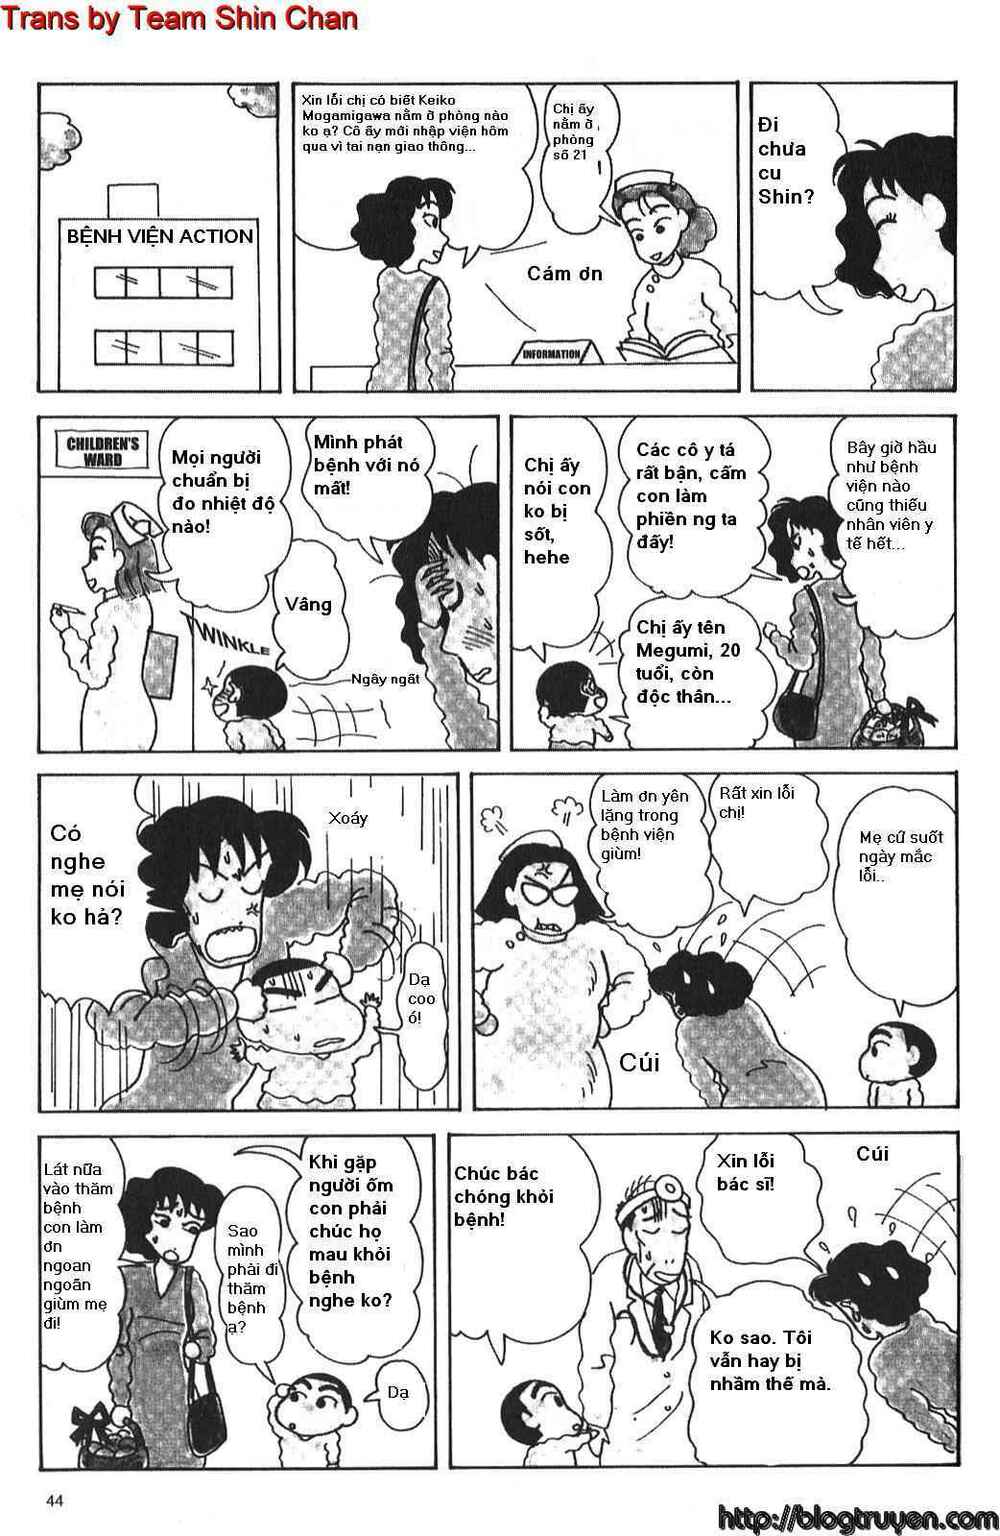 Trans by Team Shin Chan
BỆNH VIỆN ACTION
Xin lỗi chị có biết Keiko
Mogamigawa nằm ở phòng nào
ko ạ? Cô ấy mới nhập viện hôm
qua vì tai nạn giao thông...
Chị ấy
nằm ở
phòng
số 21
Cám ơn
INFORMATION
Đi
chưa
cu
Shin?
CHILDREN'S
WARD
Mọi người
chuẩn bị
đo nhiệt độ
nào!
Mình phát
bệnh với nó
mất!
Vâng
TWINKLE
Ngây ngất
Chị ấy
nói con
ko bị
sốt,
hehe
Các cô y tá
rất bận, cấm
con làm
phiền ng ta
đấy!
Bây giờ hầu
như bệnh
viện nào
cũng thiếu
nhân viên y
tế hết...
Chị ấy tên
Megumi, 20
tuổi, còn
độc thân...
Có
nghe
mẹ nói
ko hả?
Xoáy
Dạ
coo
ó!
Làm ơn yên
lặng trong
bệnh viện
giùm!
Rất xin lỗi
chị!
Mẹ cứ suốt
ngày mắc
lỗi..
Cúi
Lát nữa
vào thăm
bệnh
con làm
ơn
ngoan
ngoãn
giùm mẹ
đi!
Sao
mình
phải đi
thăm
bệnh
ạ?
Khi gặp
người ốm
con phải
chúc họ
mau khỏi
bệnh
nghe ko?
Dạ
Chúc bác
chóng khỏi
bệnh!
Xin lỗi
bác sĩ!
Cúi
Ko sao. Tôi
vẫn hay bị
nhầm thế mà.
44
http://blogtruyen.com